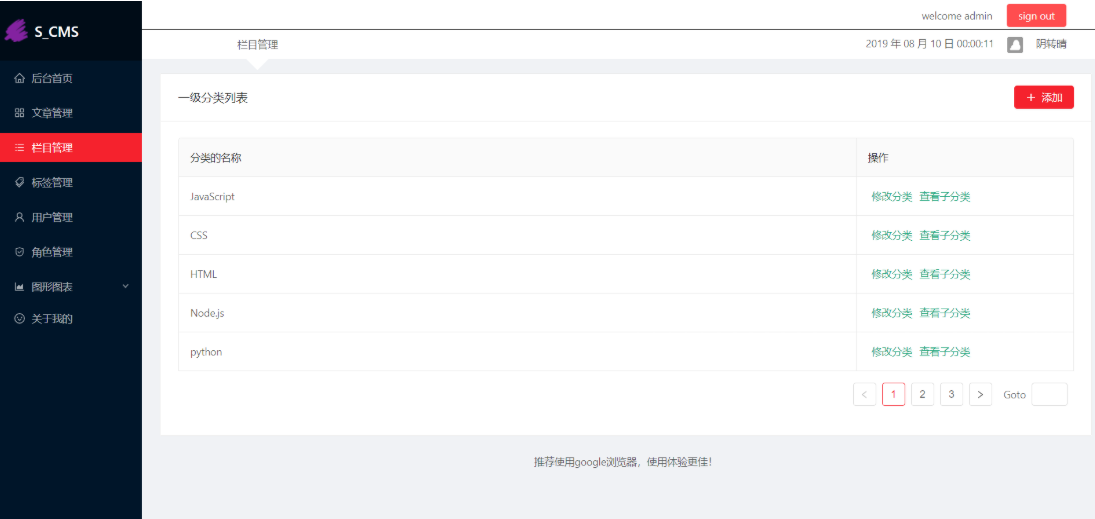 S_CMS
welcome admin
sign out
栏目管理
2019 年 08 月 10 日 00:00:11
阴转晴
后台首页
文章管理
栏目管理
标签管理
用户管理
角色管理
图形图表
关于我的
一级分类列表
+ 添加
分类的名称 操作
JavaScript 修改分类 查看子分类
CSS 修改分类 查看子分类
HTML 修改分类 查看子分类
Node.js 修改分类 查看子分类
python 修改分类 查看子分类
< 1 2 3 > Goto
推荐使用google浏览器，使用体验更佳！